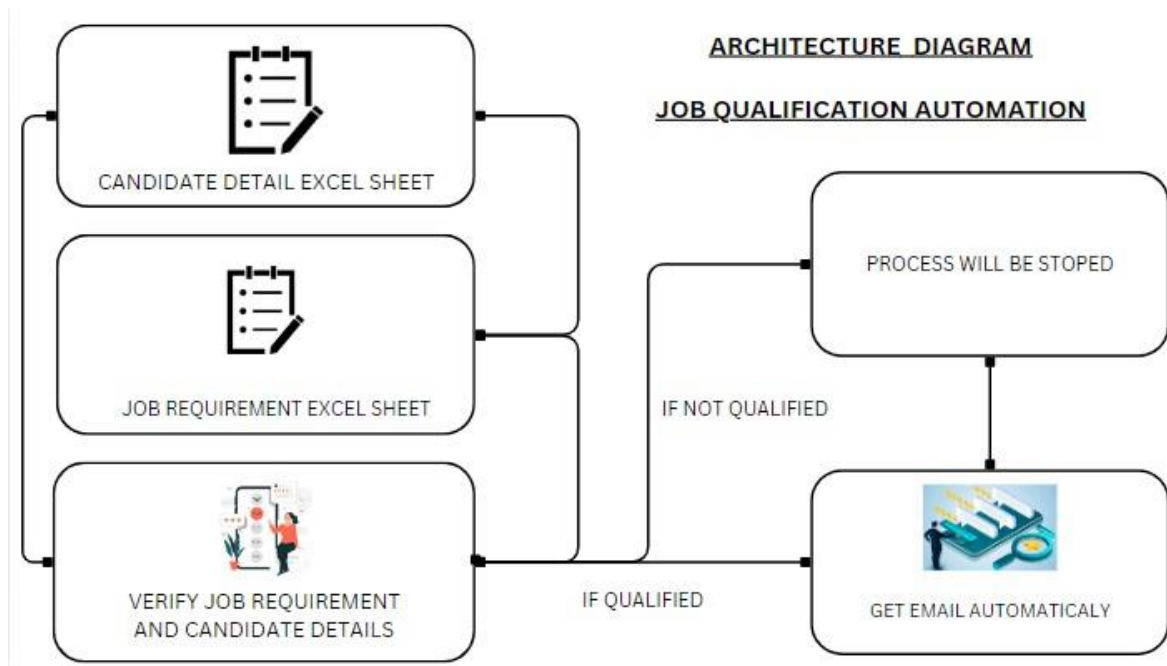 ARCHITECTURE DIAGRAM
JOB QUALIFICATION AUTOMATION
CANDIDATE DETAIL EXCEL SHEET
JOB REQUIREMENT EXCEL SHEET
VERIFY JOB REQUIREMENT
AND CANDIDATE DETAILS
IF NOT QUALIFIED
IF QUALIFIED
PROCESS WILL BE STOPED
GET EMAIL AUTOMATICALY